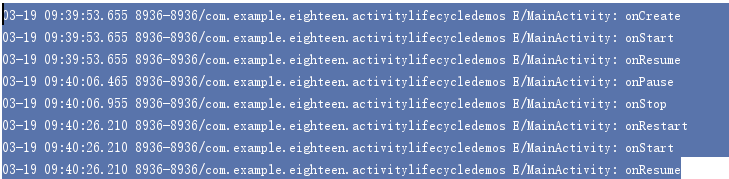 03-19 09:39:53.655 8936-8936/com.example.eighteen.activitylifecycledemos E/MainActivity: onCreate
03-19 09:39:53.655 8936-8936/com.example.eighteen.activitylifecycledemos E/MainActivity: onStart
03-19 09:39:53.655 8936-8936/com.example.eighteen.activitylifecycledemos E/MainActivity: onResume
03-19 09:40:06.465 8936-8936/com.example.eighteen.activitylifecycledemos E/MainActivity: onPause
03-19 09:40:06.955 8936-8936/com.example.eighteen.activitylifecycledemos E/MainActivity: onStop
03-19 09:40:26.210 8936-8936/com.example.eighteen.activitylifecycledemos E/MainActivity: onRestart
03-19 09:40:26.210 8936-8936/com.example.eighteen.activitylifecycledemos E/MainActivity: onStart
03-19 09:40:26.210 8936-8936/com.example.eighteen.activitylifecycledemos E/MainActivity: onResume